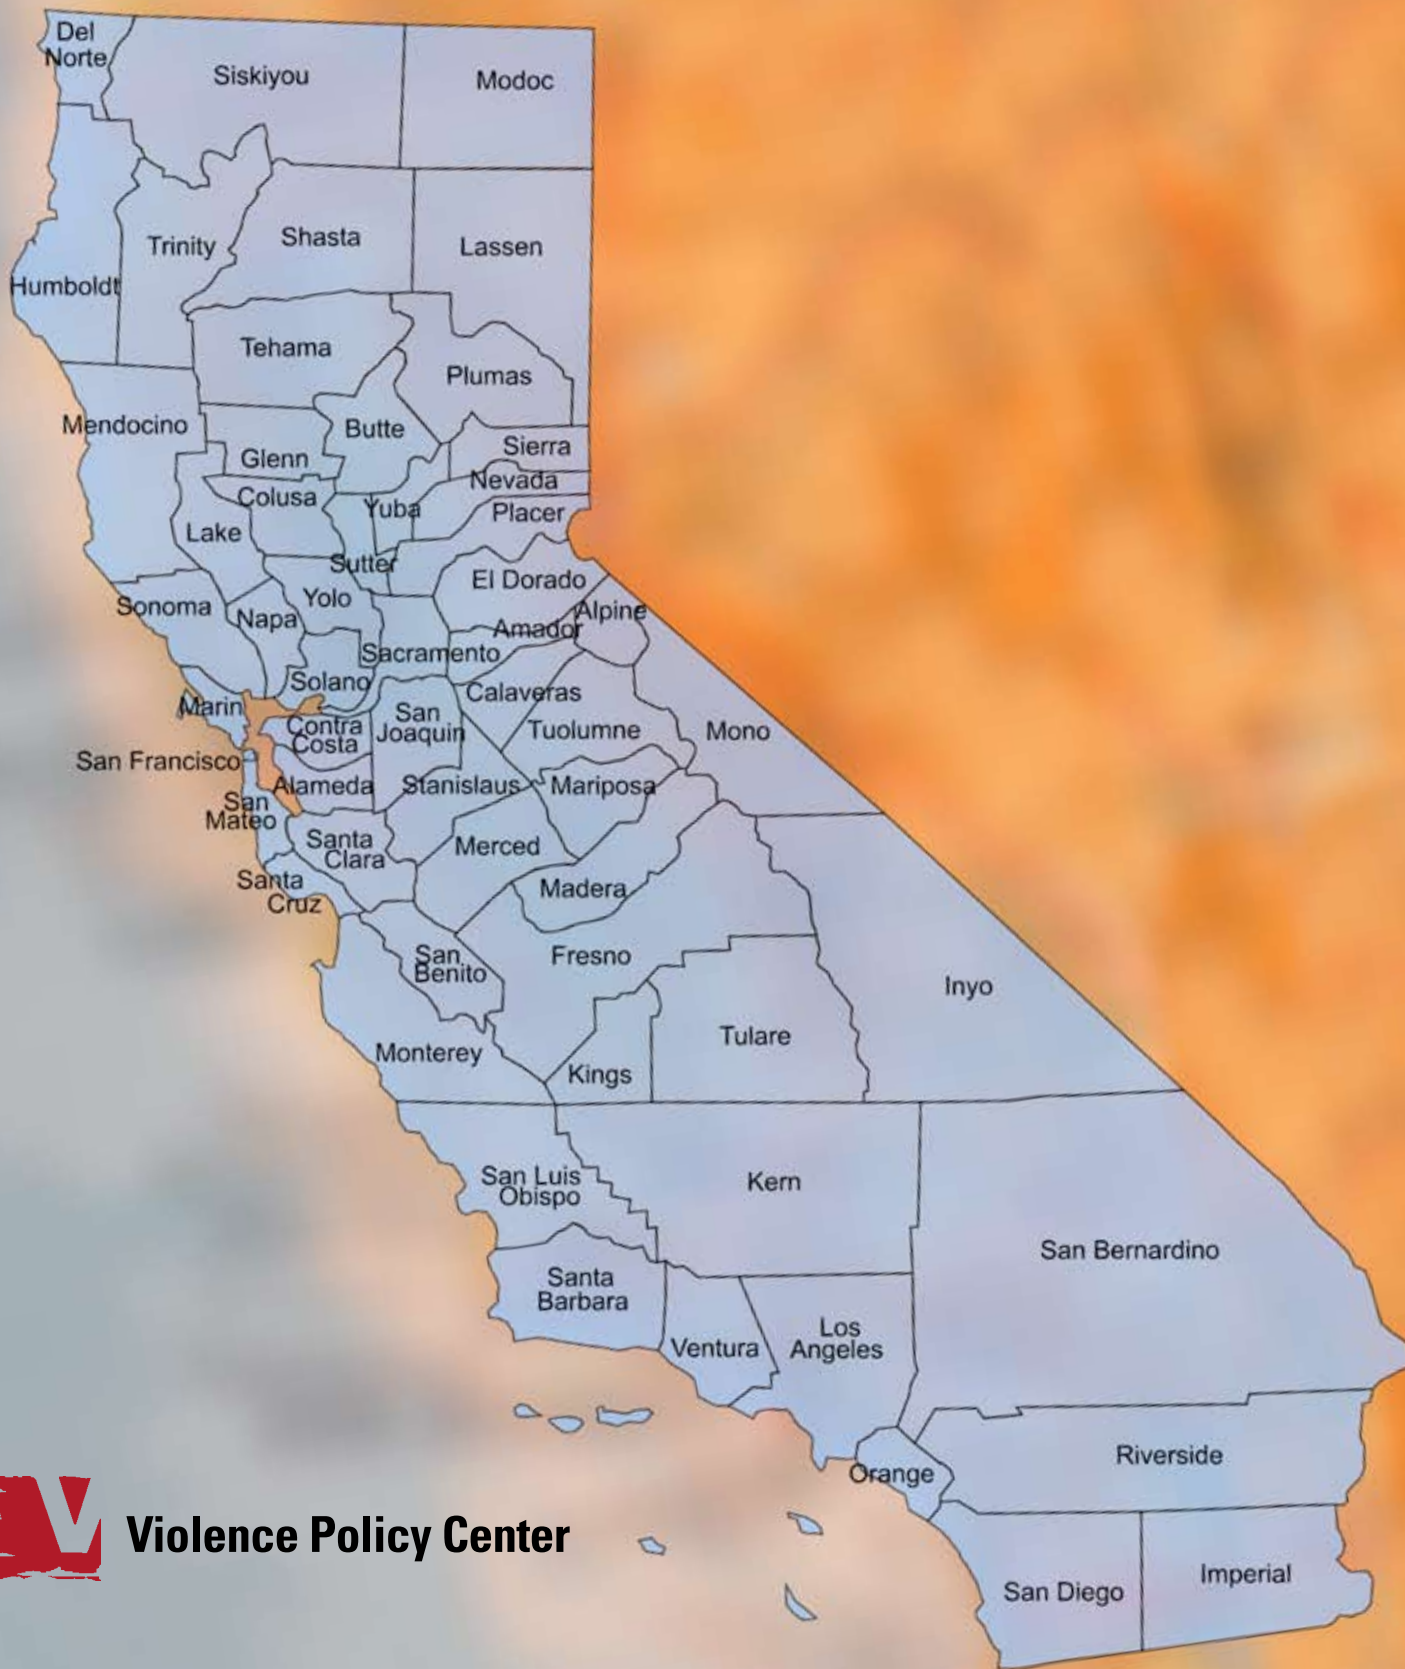 Del
Norte
Siskiyou
Modoc
Humboldt
Trinity
Shasta
Lassen
Tehama
Plumas
Mendocino
Butte
Glenn
Sierra
Colusa
Nevada
Yuba
Placer
Lake
Sutter
El Dorado
Yolo
Sonoma
Napa
Alpine
Amador
Sacramento
Solano
Calaveras
Marin
Contra
Costa
San
Joaquin
Tuolumne
Mono
San Francisco
Alameda
Stanislaus
Mariposa
San
Mateo
Santa
Clara
Merced
Santa
Cruz
Madera
San
Benito
Fresno
Inyo
Tulare
Monterey
Kings
San Luis
Obispo
Kern
San Bernardino
Santa
Barbara
Ventura
Los
Angeles
Riverside
Orange
San Diego
Imperial
V
Violence Policy Center